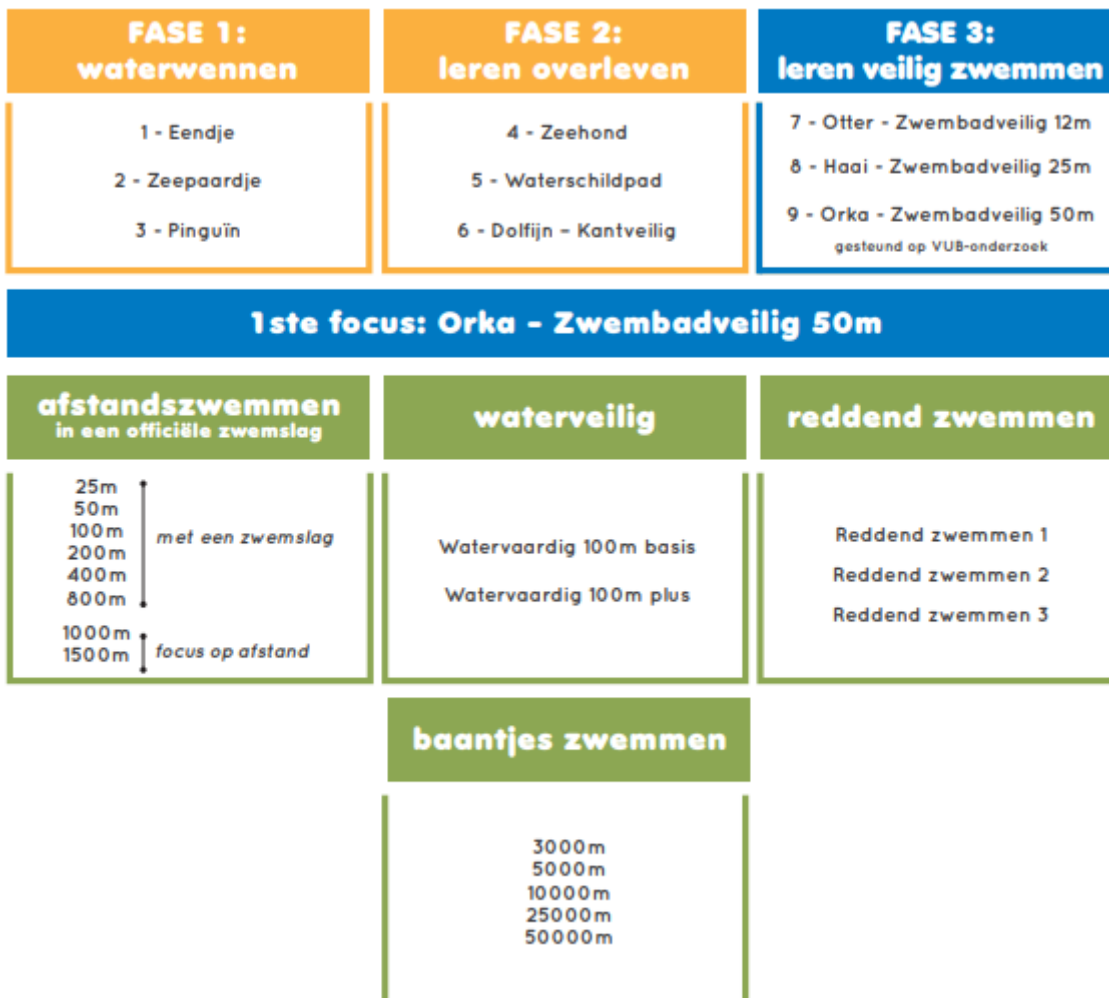 FASE 1:
waterwennen
1 - Eendje
2 - Zeepaardje
3 - Pinguïn
FASE 2:
leren overleven
4 - Zeehond
5 - Waterschildpad
6 - Dolfijn – Kantveilig
FASE 3:
leren veilig zwemmen
7 - Otter - Zwembadveilig 12m
8 - Haai - Zwembadveilig 25m
9 - Orka - Zwembadveilig 50m
gesteund op VUB-onderzoek
1ste focus: Orka - Zwembadveilig 50m
afstandszwemmen
in een officiële zwemslag
25m
50m
100m
200m
400m
800m
met een zwemslag
1000m
1500m
focus op afstand
waterveilig
Watervaardig 100m basis
Watervaardig 100m plus
reddend zwemmen
Reddend zwemmen 1
Reddend zwemmen 2
Reddend zwemmen 3
baantjes zwemmen
3000m
5000m
10000m
25000m
50000m